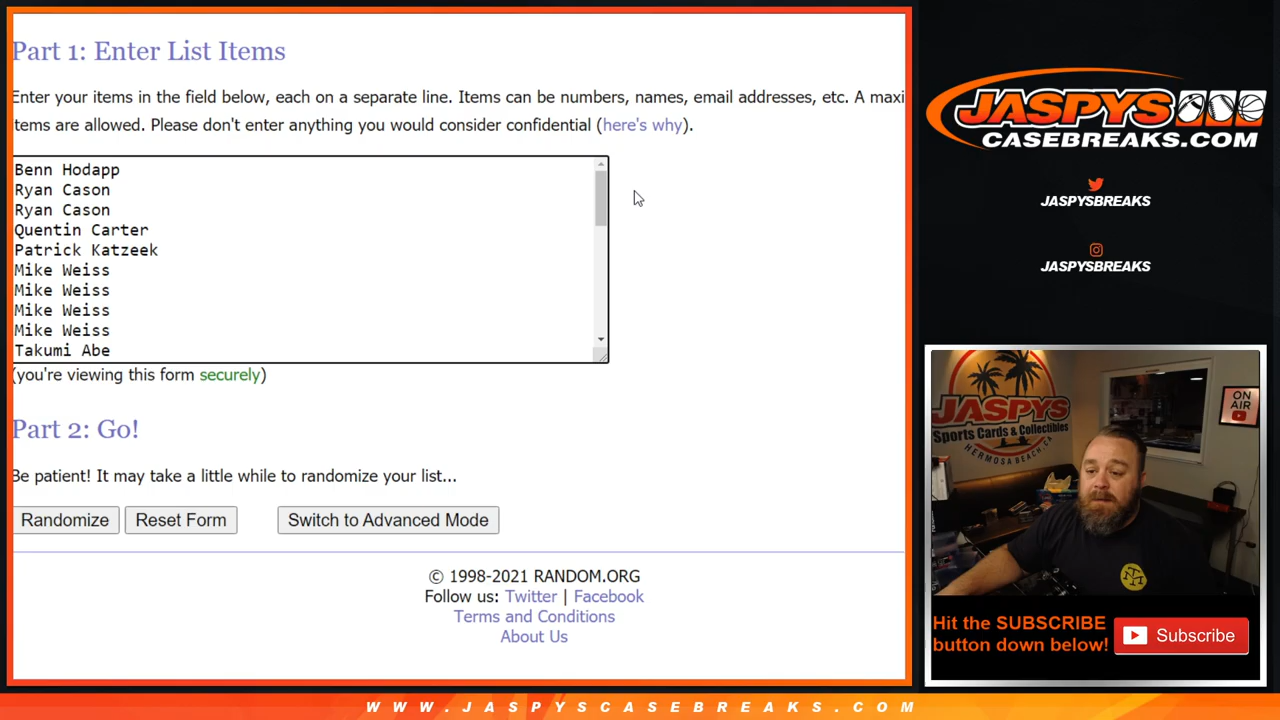 Part 1: Enter List Items
Enter your items in the field below, each on a separate line. Items can be numbers, names, email addresses, etc. A maxi
items are allowed. Please don't enter anything you would consider confidential (here's why).
Benn Hodapp
Ryan Cason
Ryan Cason
Quentin Carter
Patrick Katzeek
Mike Weiss
Mike Weiss
Mike Weiss
Mike Weiss
Takumi Abe
(you're viewing this form securely)
Part 2: Go!
Be patient! It may take a little while to randomize your list...
Randomize Reset Form Switch to Advanced Mode
© 1998-2021 RANDOM.ORG
Follow us: Twitter | Facebook
Terms and Conditions
About Us
JASPYS
CASEBREAKS.COM
JASPYSBREAKS
JASPYSBREAKS
JASPYS
Sports Cards & Collectibles
HERMOSA BEACH, CA
ON
AIR
Hit the SUBSCRIBE
button down below!
Subscribe
WWW.JASPYSCASEBREAKS.COM